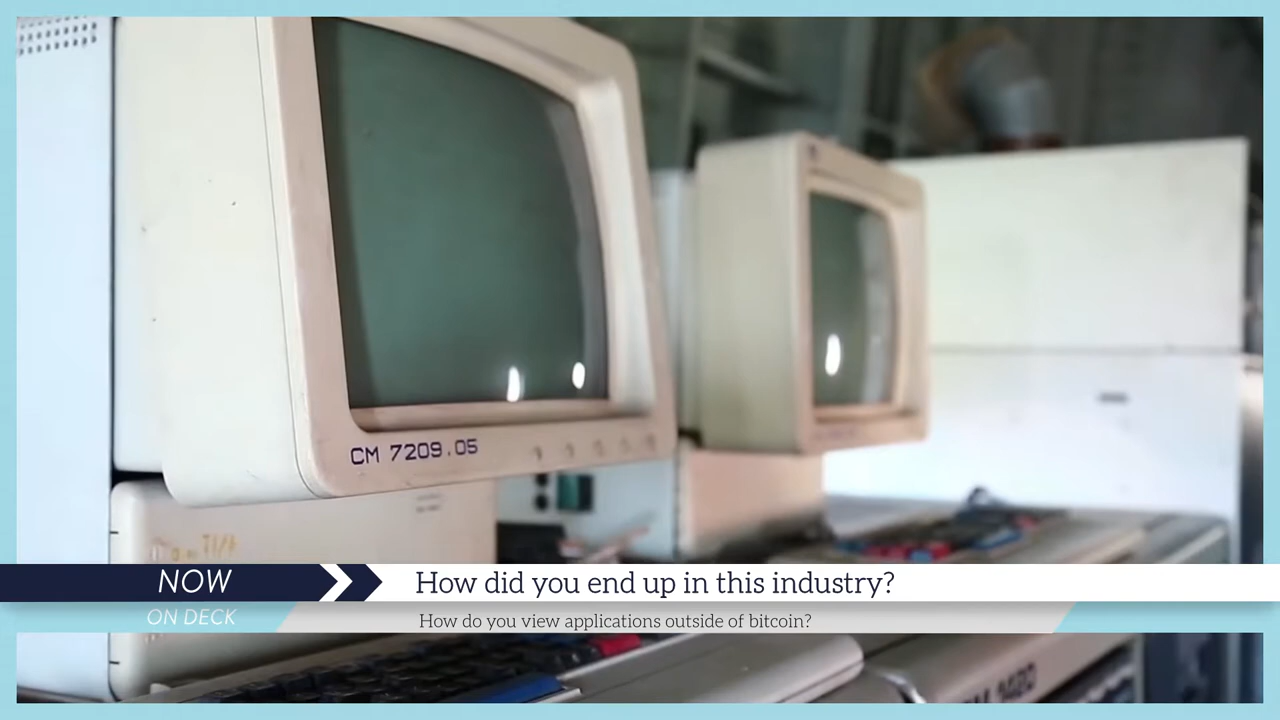 CM 7209.05
NOW
How did you end up in this industry?
ON DECK
How do you view applications outside of bitcoin?
1420